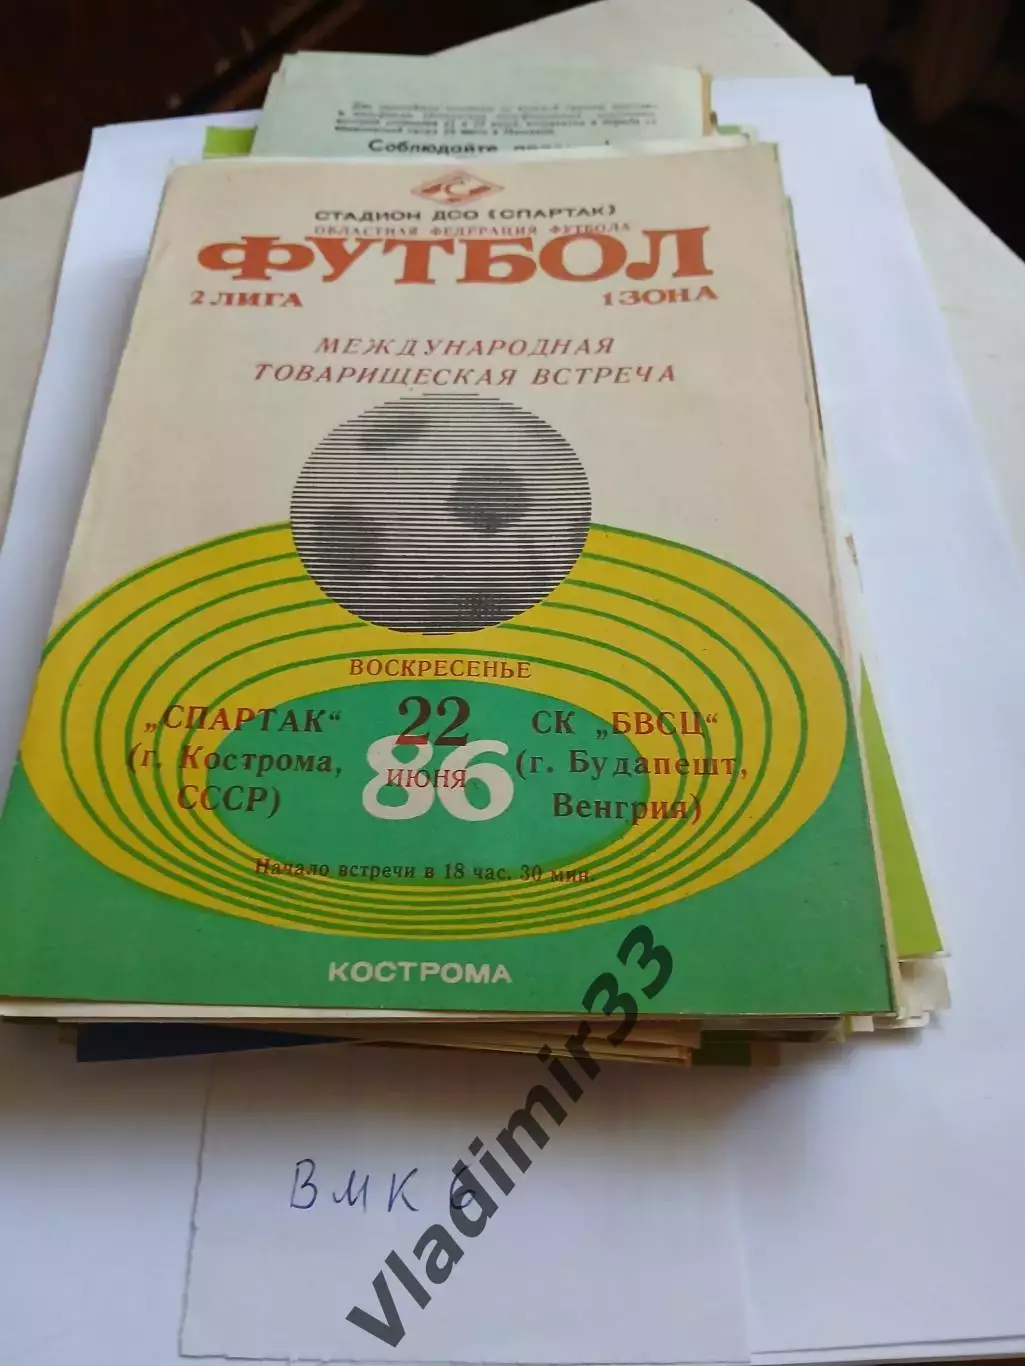 Соблюдайте
С
СТАДИОН ДСО (СПАРТАК)
ОБЛАСТНАЯ ФЕДЕРАЦИЯ ФУТБОЛА
ФУТБОЛ
2 ЛИГА
1 ЗОНА
МЕЖДУНАРОДНАЯ
ТОВАРИЩЕСКАЯ ВСТРЕЧА
ВОСКРЕСЕНЬЕ
„СПАРТАК“
(г. Кострома,
СССР)
22
ИЮНЯ
86
СК „БВСЦ“
(г. Будапешт,
Венгрия)
Начало встречи в 18 час. 30 мин.
КОСТРОМА
ВМК 6
Vladimir33